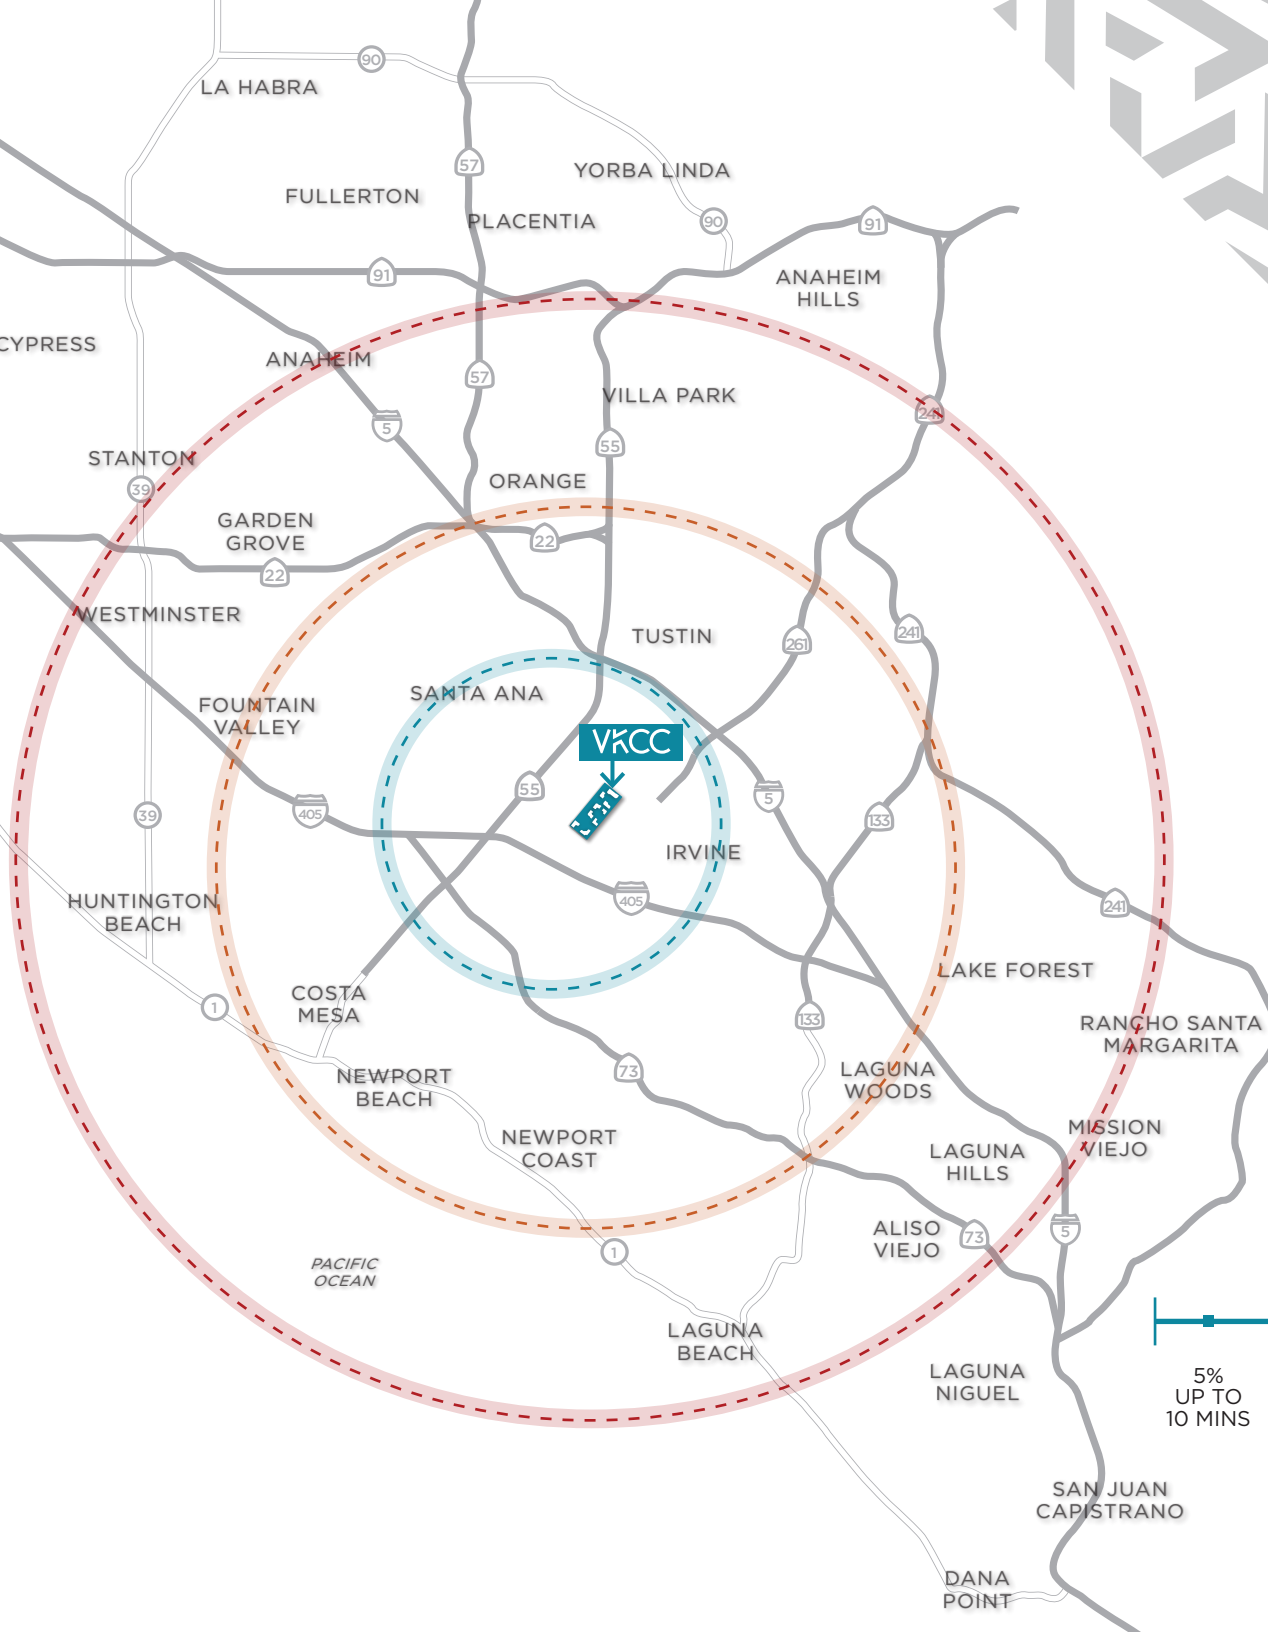 90
LA HABRA
57
YORBA LINDA
FULLERTON
PLACENTIA
90
91
91
ANAHEIM
HILLS
CYPRESS
ANAHEIM
57
VILLA PARK
241
5
55
STANTON
39
ORANGE
GARDEN
GROVE
22
22
WESTMINSTER
TUSTIN
261
241
SANTA ANA
FOUNTAIN
VALLEY
VKCC
55
5
405
39
133
IRVINE
405
241
HUNTINGTON
BEACH
LAKE FOREST
COSTA
MESA
1
133
RANCHO SANTA
MARGARITA
73
NEWPORT
BEACH
LAGUNA
WOODS
NEWPORT
COAST
MISSION
VIEJO
LAGUNA
HILLS
ALISO
VIEJO
73
5
1
PACIFIC
OCEAN
LAGUNA
BEACH
LAGUNA
NIGUEL
5%
UP TO
10 MINS
SAN JUAN
CAPISTRANO
DANA
POINT